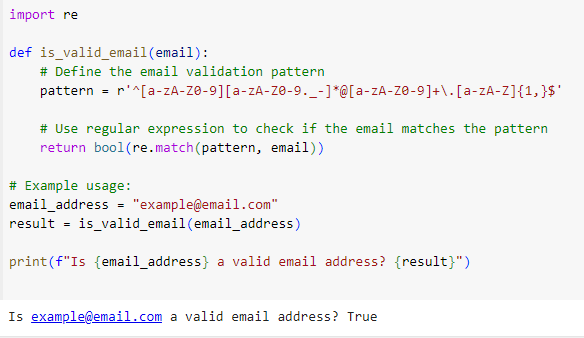 import re
def is_valid_email(email):
# Define the email validation pattern
pattern = r'^[a-zA-Z0-9][a-zA-Z0-9._-]*@[a-zA-Z0-9]+\.[a-zA-Z]{1,}$'
# Use regular expression to check if the email matches the pattern
return bool(re.match(pattern, email))
# Example usage:
email_address = "example@email.com"
result = is_valid_email(email_address)
print(f"Is {email_address} a valid email address? {result}")
Is example@email.com a valid email address? True